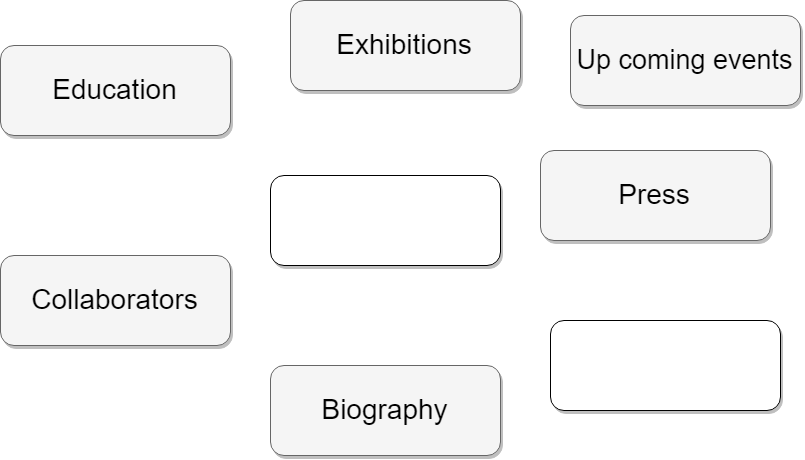 Exhibitions
Up coming events
Education
Press
Collaborators
Biography